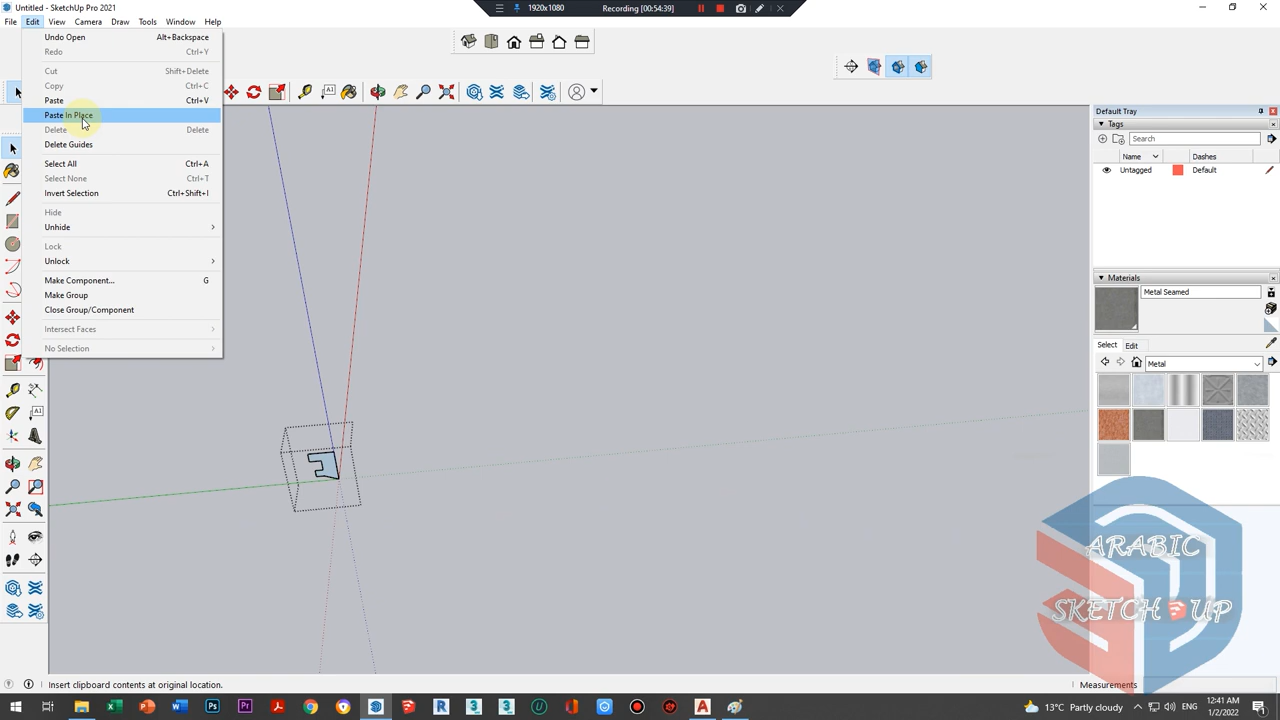 Untitled - SketchUp Pro 2021
1920x1080
Recording [00:54:39]
File Edit View Camera Draw Tools Window Help
Undo Open Alt+Backspace
Redo Ctrl+Y
Cut Shift+Delete
Copy Ctrl+C
Paste Ctrl+V
Paste In Place
Delete Delete
Delete Guides
Select All Ctrl+A
Select None Ctrl+T
Invert Selection Ctrl+Shift+I
Hide
Unhide
Lock
Unlock
Make Component... G
Make Group
Close Group/Component
Intersect Faces
No Selection
Default Tray
Tags
Search
Name Dashes
Untagged Default
Materials
Metal Seamed
Select Edit
Metal
ARABIC
SKETCH UP
Insert clipboard contents at original location.
Measurements
13°C Partly cloudy
12:41 AM
1/2/2022